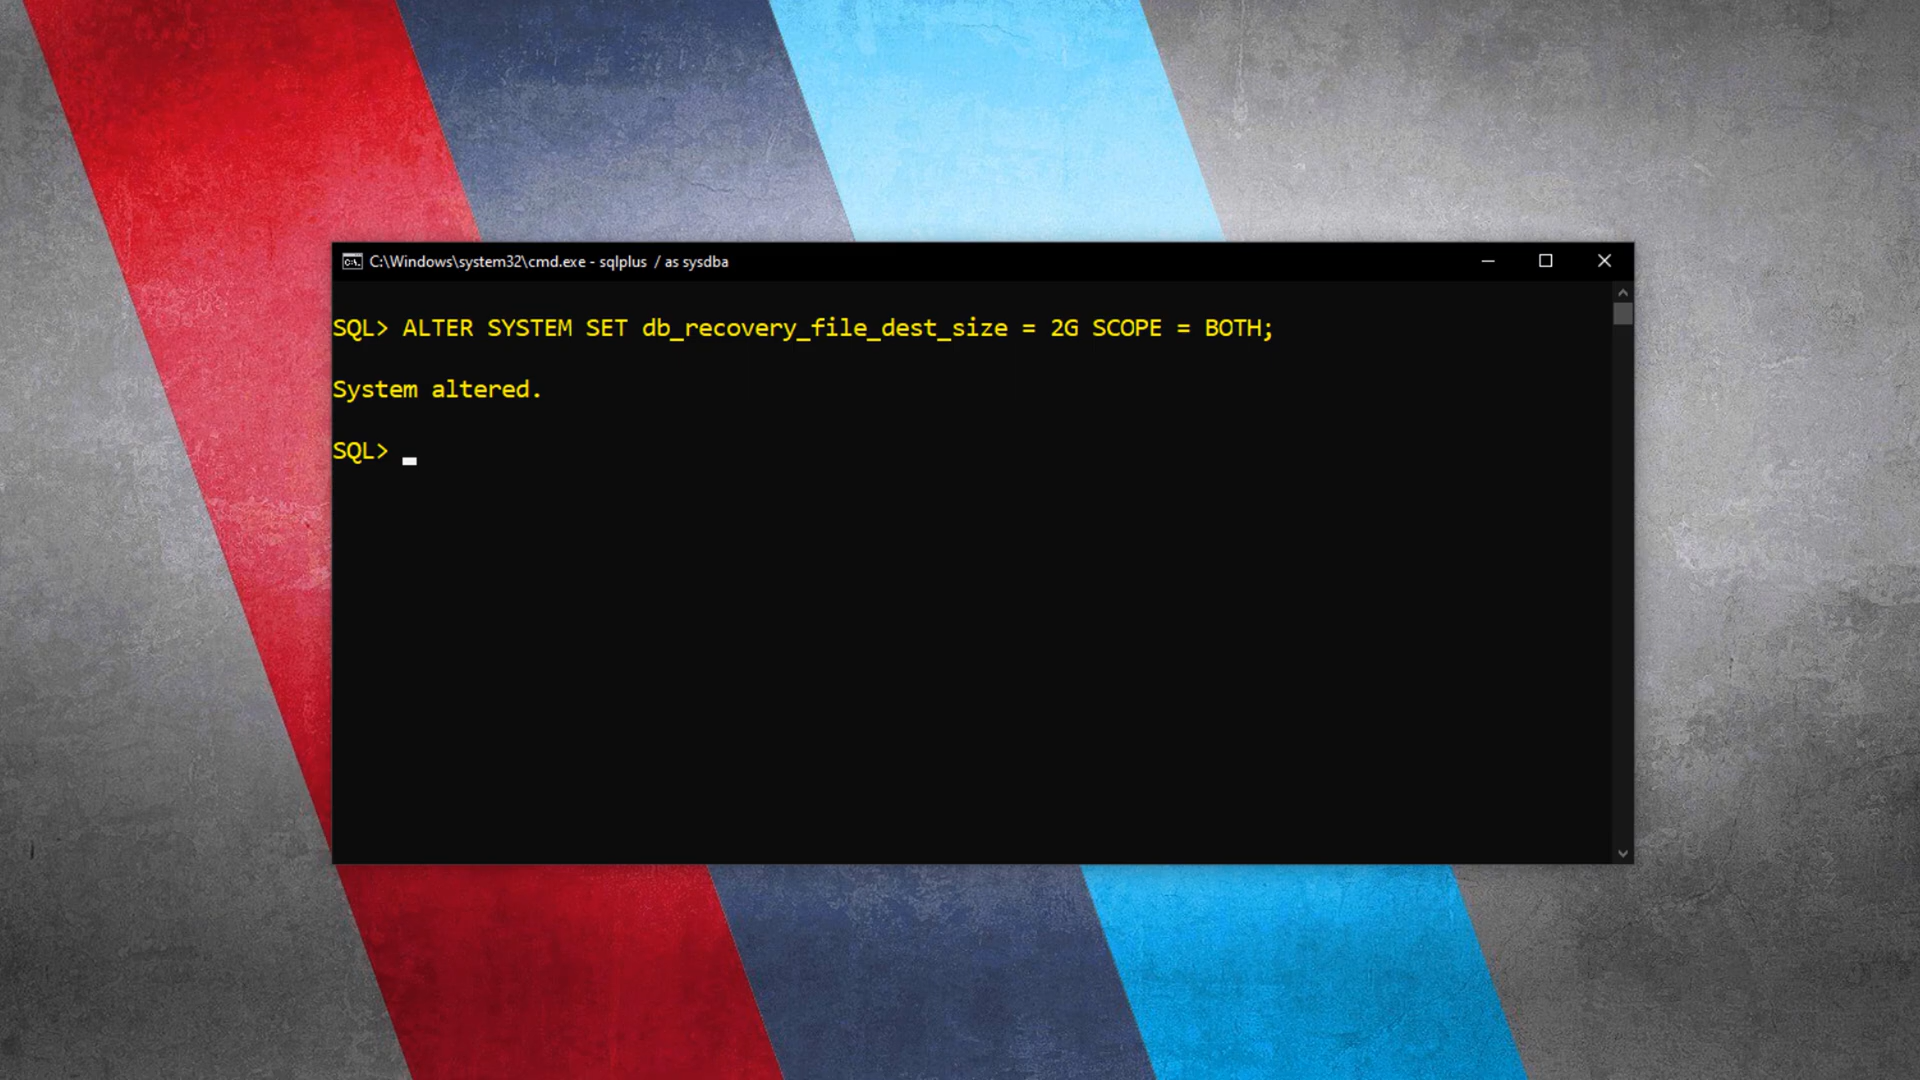 C:\Windows\system32\cmd.exe - sqlplus  / as sysdba
SQL> ALTER SYSTEM SET db_recovery_file_dest_size = 2G SCOPE = BOTH;
System altered.
SQL>